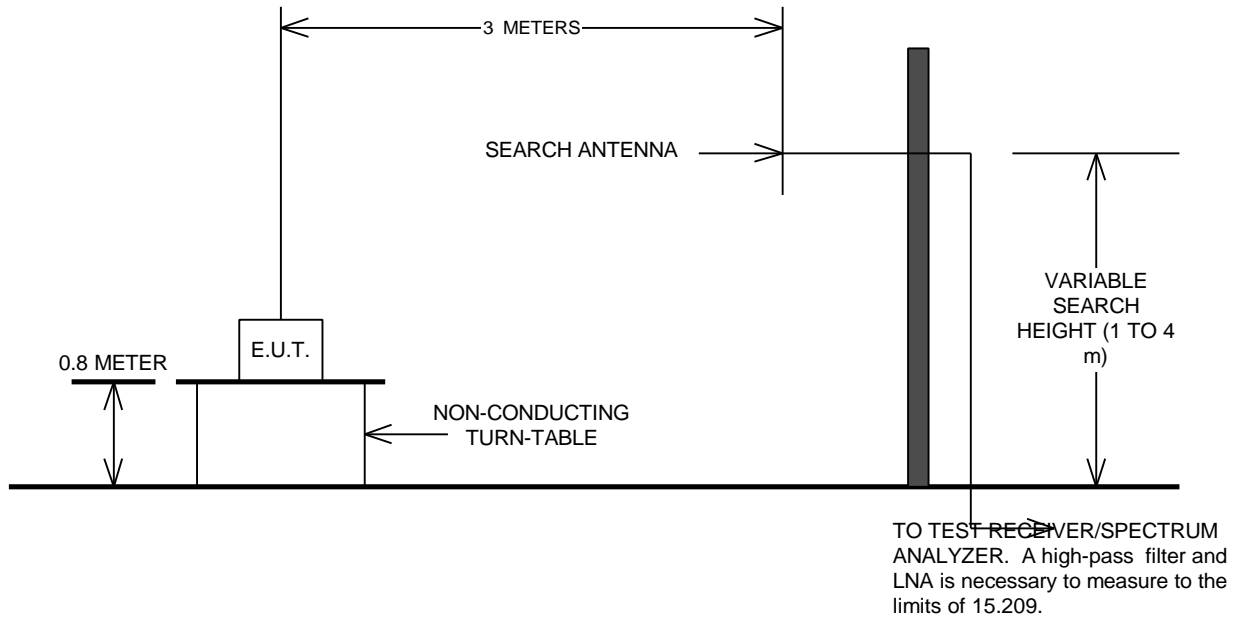 3 METERS
SEARCH ANTENNA
VARIABLE
SEARCH
HEIGHT (1 TO 4
m)
E.U.T.
0.8 METER
NON-CONDUCTING
TURN-TABLE
TO TEST RECEIVER/SPECTRUM
ANALYZER. A high-pass filter and
LNA is necessary to measure to the
limits of 15.209.